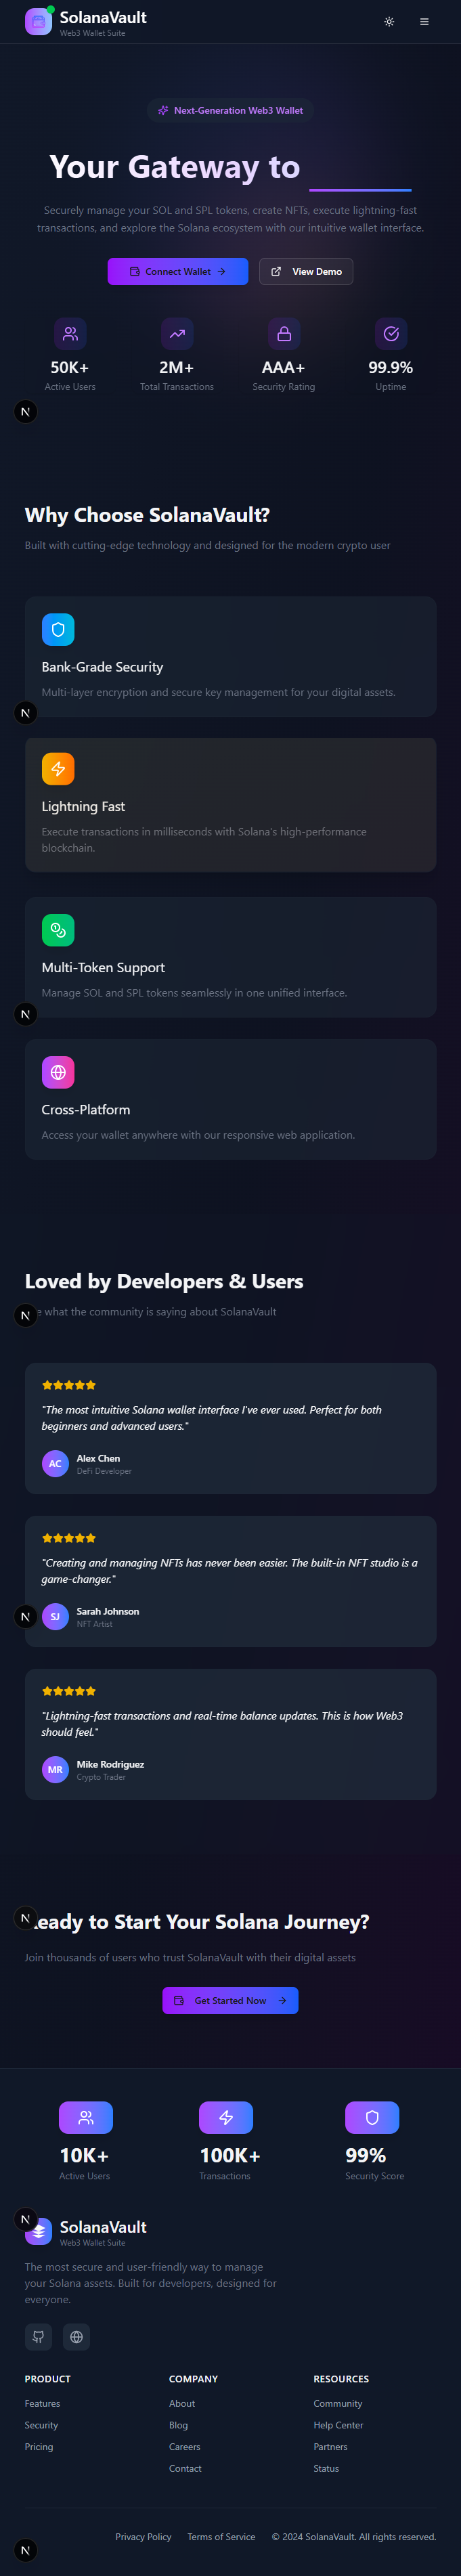 SolanaVault
Web3 Wallet Suite
Next-Generation Web3 Wallet
Your Gateway to
Securely manage your SOL and SPL tokens, create NFTs, execute lightning-fast
transactions, and explore the Solana ecosystem with our intuitive wallet interface.
Connect Wallet
View Demo
50K+
Active Users
2M+
Total Transactions
AAA+
Security Rating
99.9%
Uptime
N
Why Choose SolanaVault?
Built with cutting-edge technology and designed for the modern crypto user
Bank-Grade Security
Multi-layer encryption and secure key management for your digital assets.
N
Lightning Fast
Execute transactions in milliseconds with Solana's high-performance
blockchain.
Multi-Token Support
Manage SOL and SPL tokens seamlessly in one unified interface.
N
Cross-Platform
Access your wallet anywhere with our responsive web application.
Loved by Developers & Users
N
what the community is saying about SolanaVault
"The most intuitive Solana wallet interface I've ever used. Perfect for both
beginners and advanced users."
AC
Alex Chen
DeFi Developer
"Creating and managing NFTs has never been easier. The built-in NFT studio is a
game-changer."
N
SJ
Sarah Johnson
NFT Artist
"Lightning-fast transactions and real-time balance updates. This is how Web3
should feel."
MR
Mike Rodriguez
Crypto Trader
N
Ready to Start Your Solana Journey?
Join thousands of users who trust SolanaVault with their digital assets
Get Started Now
10K+
Active Users
100K+
Transactions
99%
Security Score
N
SolanaVault
Web3 Wallet Suite
The most secure and user-friendly way to manage
your Solana assets. Built for developers, designed for
everyone.
PRODUCT
Features
Security
Pricing
COMPANY
About
Blog
Careers
Contact
RESOURCES
Community
Help Center
Partners
Status
Privacy Policy
Terms of Service
© 2024 SolanaVault. All rights reserved.
N